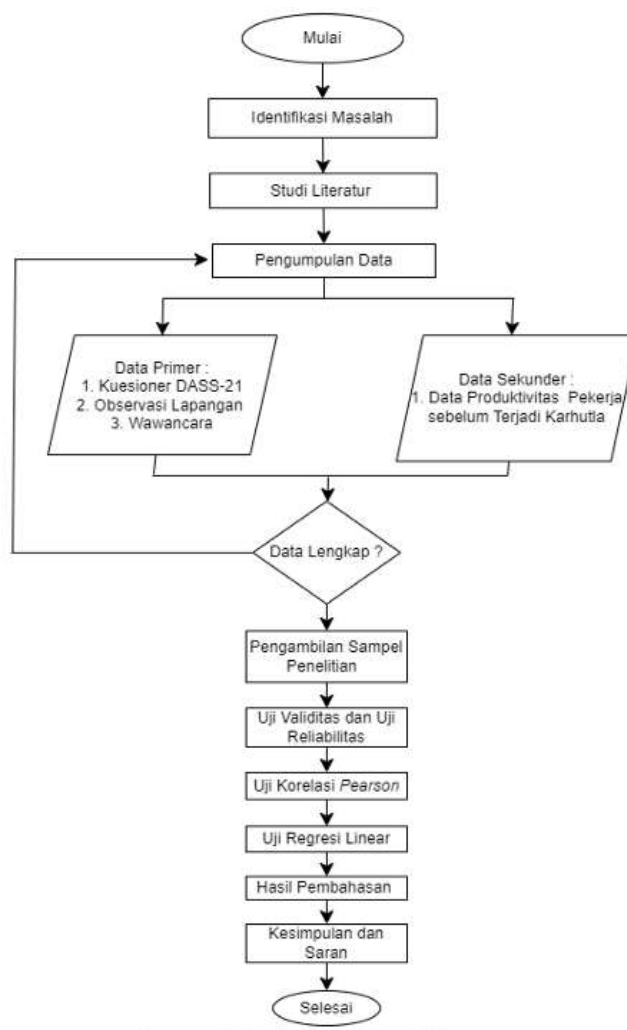 Mulai
Identifikasi Masalah
Studi Literatur
Pengumpulan Data
Data Primer :
1. Kuesioner DASS-21
2. Observasi Lapangan
3. Wawancara
Data Sekunder :
1. Data Produktivitas Pekerja
sebelum Terjadi Karhutla
Data Lengkap ?
Pengambilan Sampel
Penelitian
Uji Validitas dan Uji
Reliabilitas
Uji Korelasi Pearson
Uji Regresi Linear
Hasil Pembahasan
Kesimpulan dan
Saran
Selesai